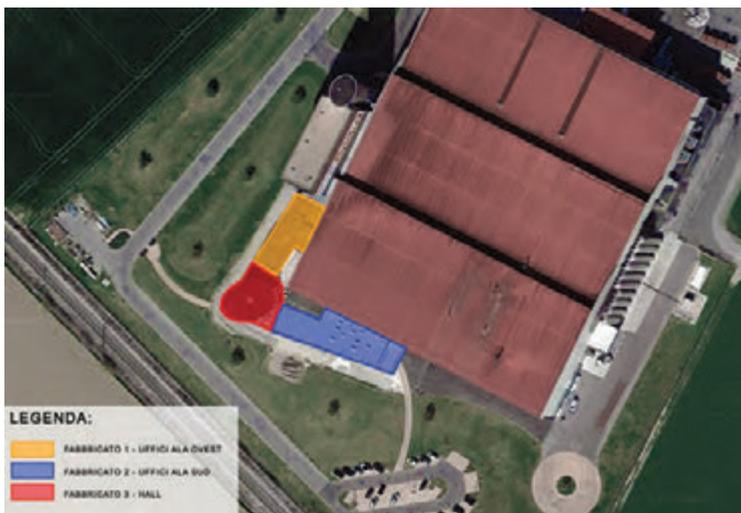 LEGENDA:
FABBRICATO 1 - UFFICI ALA OVEST
FABBRICATO 2 - UFFICI ALA SUD
FABBRICATO 3 - HALL